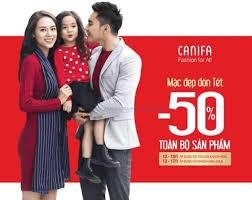 CANIFA
Fashion for All
Mặc đẹp đón Tết
-50%
TOÀN BỘ SẢN PHẨM